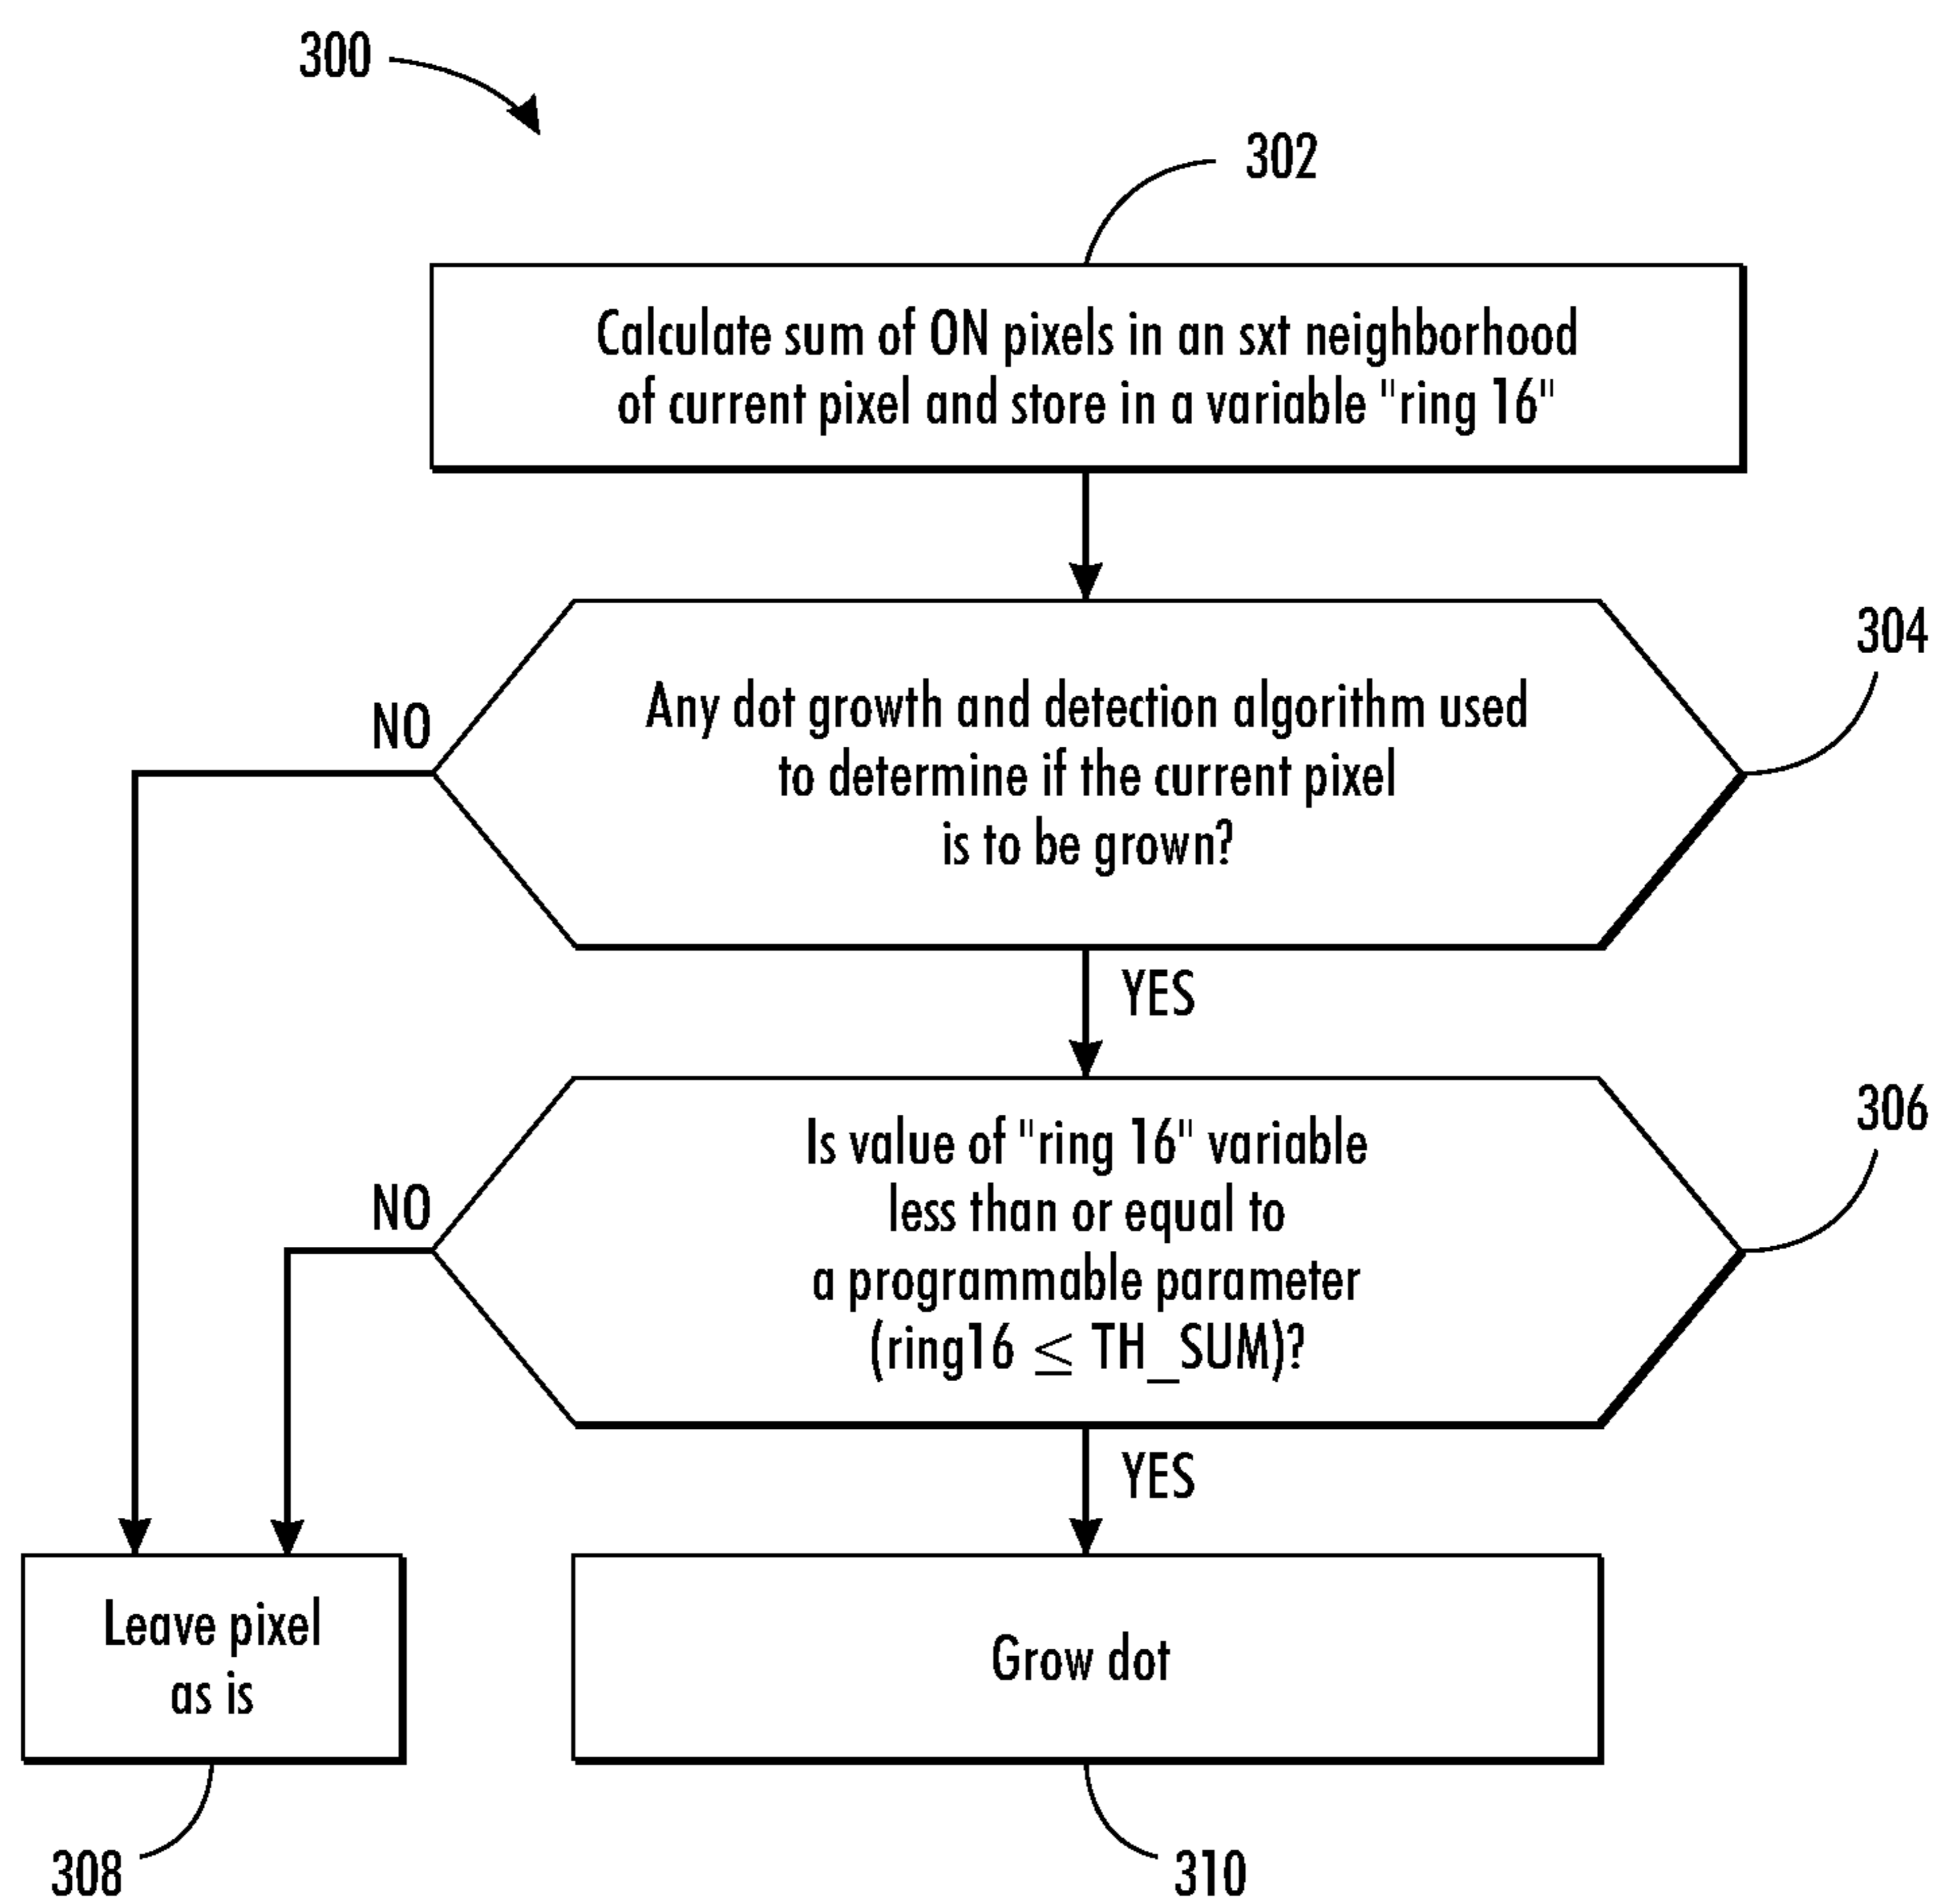 300
302
Calculate sum of ON pixels in an sxt neighborhood
of current pixel and store in a variable "ring 16"
304
NO
Any dot growth and detection algorithm used
to determine if the current pixel
is to be grown?
YES
306
NO
Is value of "ring 16" variable
less than or equal to
a programmable parameter
(ring16 ≤ TH_SUM)?
YES
Leave pixel
as is
Grow dot
308
310